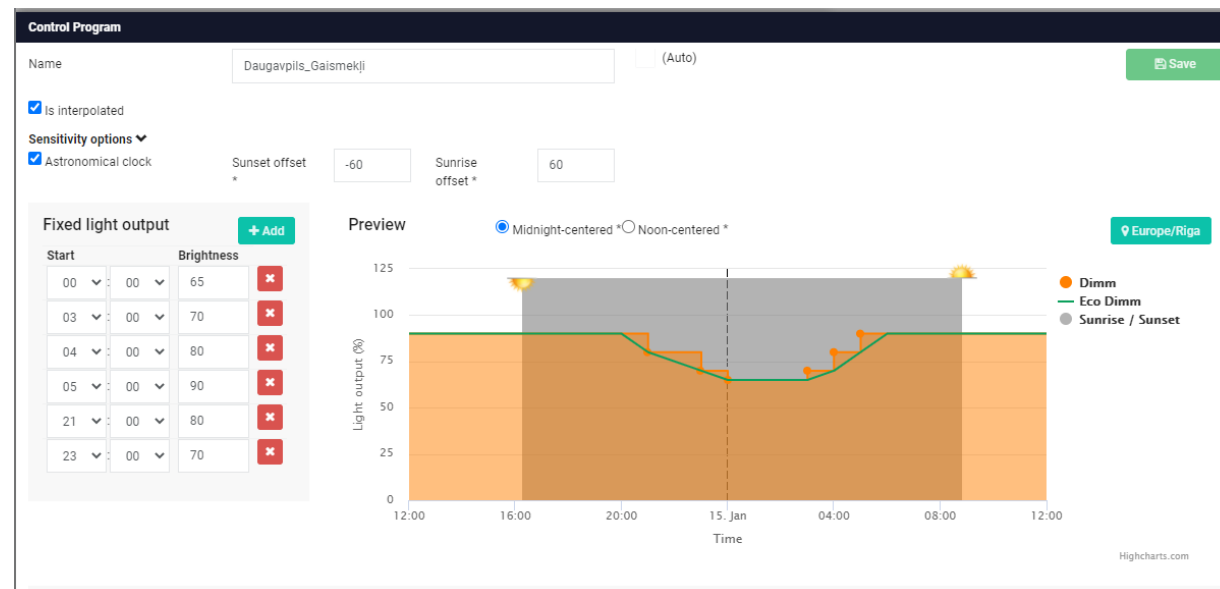 Control Program
Name
Daugavpils_Gaismekļi
(Auto)
Save
Is interpolated
Sensitivity options
Astronomical clock
Sunset offset *
-60
Sunrise offset *
60
Fixed light output
+ Add
Start Brightness
00 : 00 65
03 : 00 70
04 : 00 80
05 : 00 90
21 : 00 80
23 : 00 70
Preview
Midnight-centered * Noon-centered *
Europe/Riga
Light output (%)
125
100
75
50
25
0
12:00 16:00 20:00 15. Jan 04:00 08:00 12:00
Time
Dimm
Eco Dimm
Sunrise / Sunset
Highcharts.com